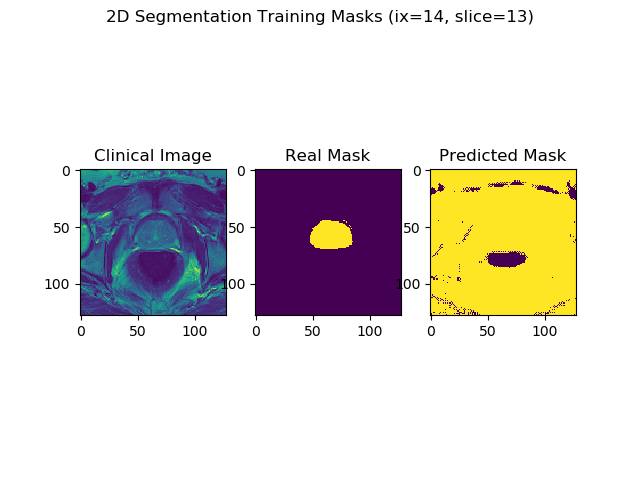 2D Segmentation Training Masks (ix=14, slice=13)
Clinical Image Real Mask Predicted Mask
0 0 0
50 50 50
100 100 100
0 50 100 0 50 100 0 50 100